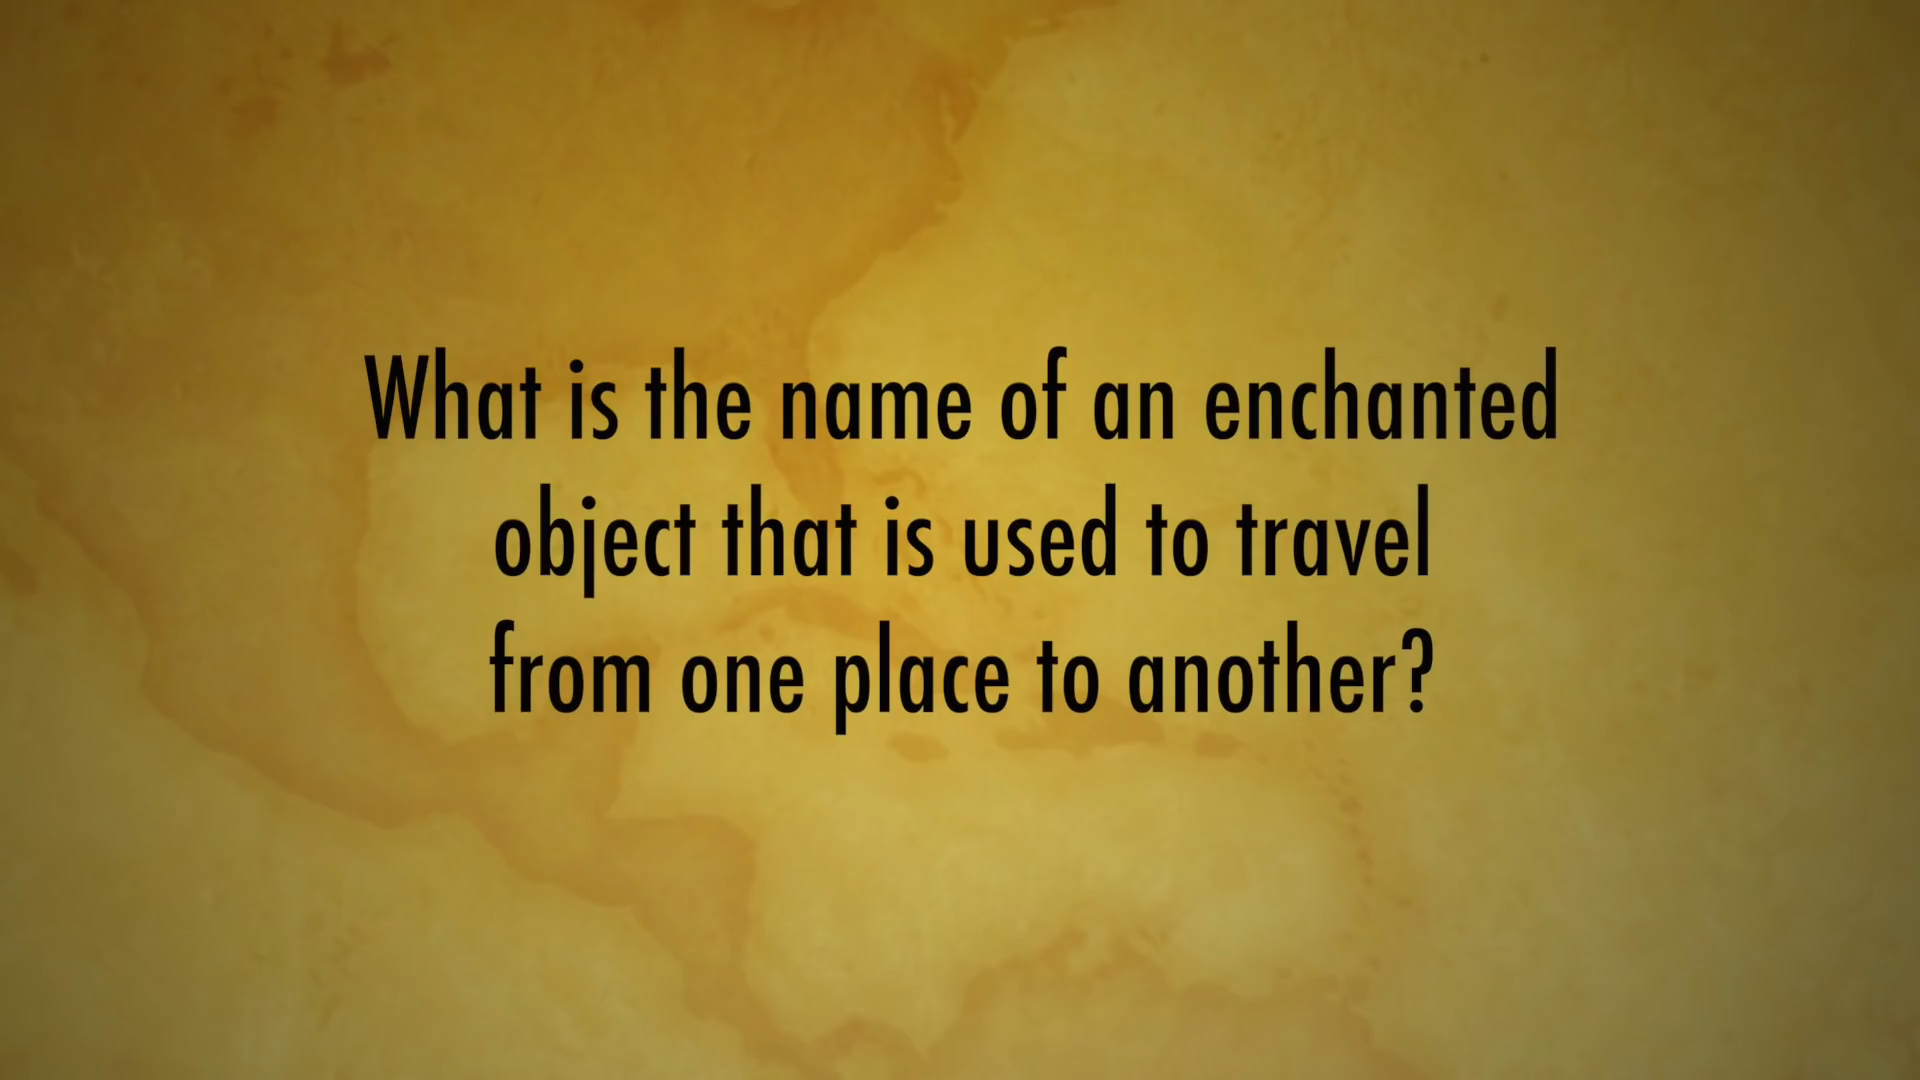 What is the name of an enchanted
object that is used to travel
from one place to another?